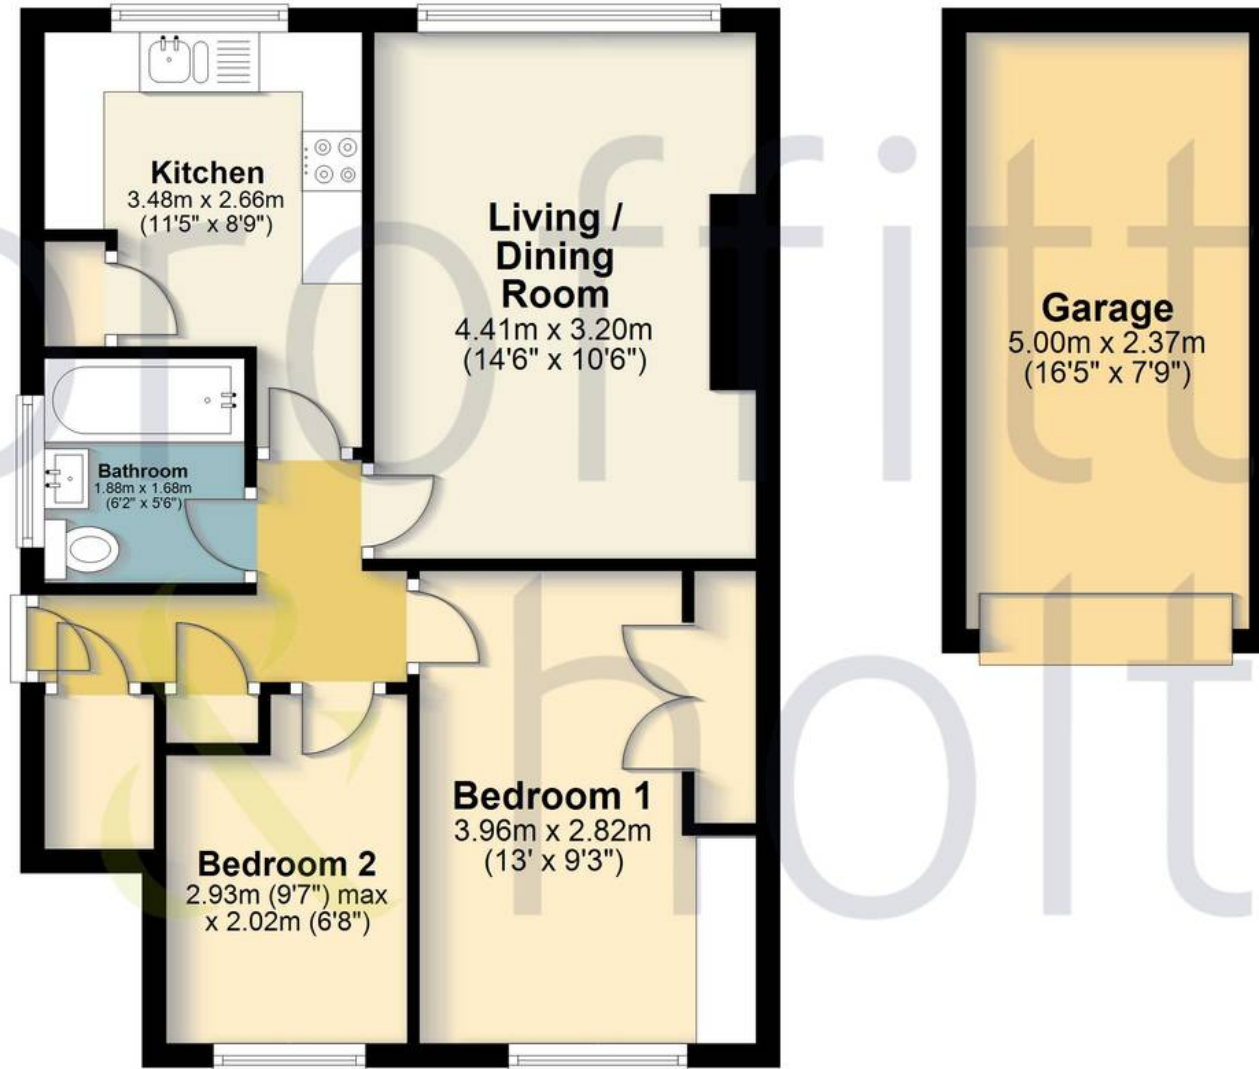 Kitchen
3.48m x 2.66m
(11'5" x 8'9")
Living /
Dining
Room
4.41m x 3.20m
(14'6" x 10'6")
Garage
5.00m x 2.37m
(16'5" x 7'9")
Bathroom
1.88m x 1.68m
(6'2" x 5'6")
Bedroom 1
3.96m x 2.82m
(13' x 9'3")
Bedroom 2
2.93m (9'7") max
x 2.02m (6'8")
proffitt
& holt